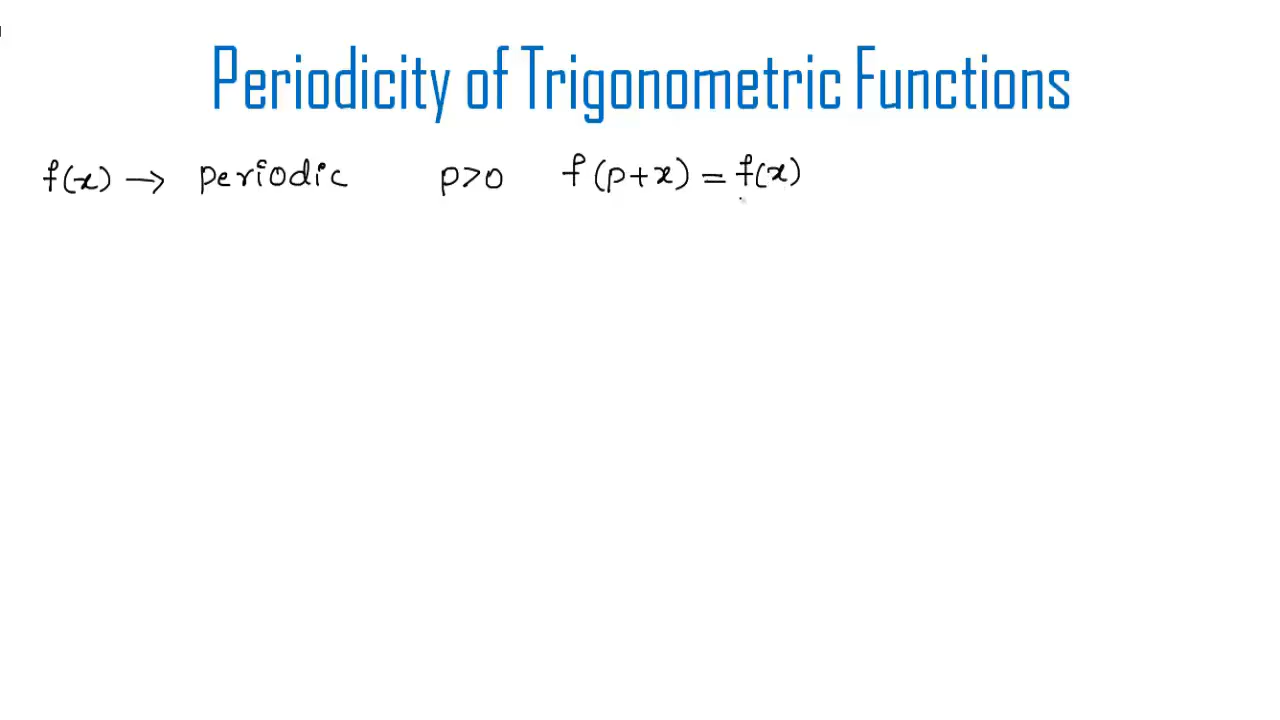 Periodicity of Trigonometric Functions
f(x) → periodic p>0 f(p+x) = f(x)